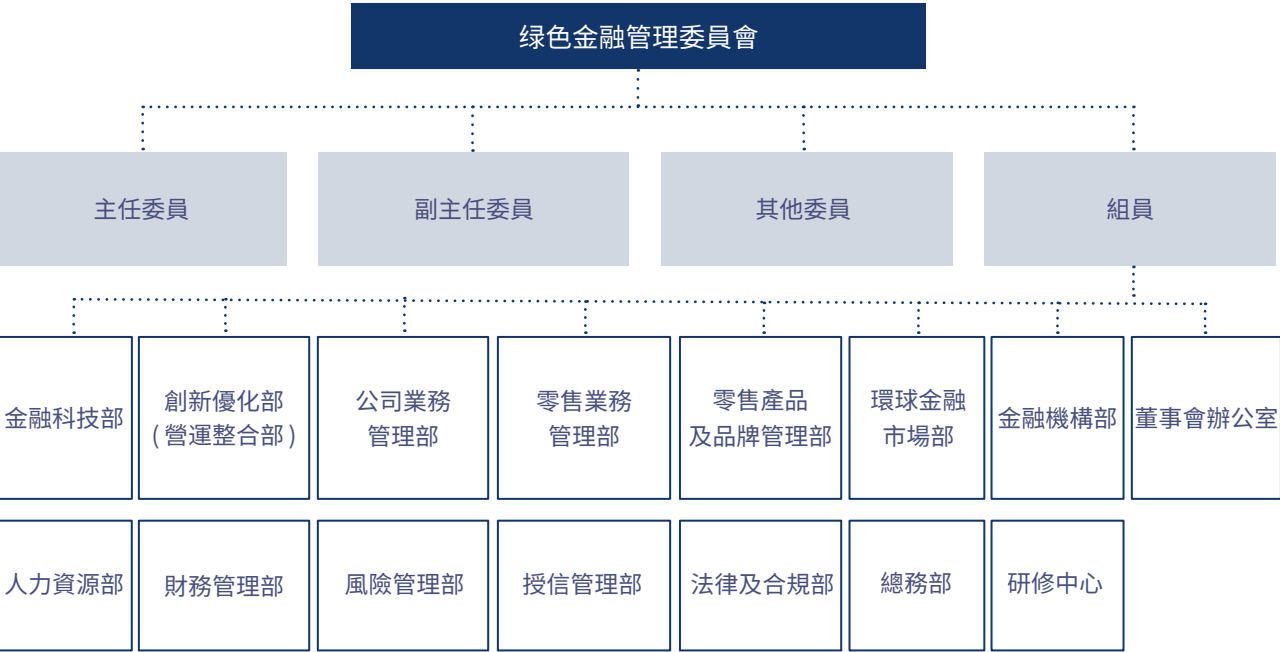 绿色金融管理委員會
主任委員
副主任委員
其他委員
組員
金融科技部
創新優化部
(營運整合部)
公司業務
管理部
零售業務
管理部
零售產品
及品牌管理部
環球金融
市場部
金融機構部
董事會辦公室
人力資源部
財務管理部
風險管理部
授信管理部
法律及合規部
總務部
研修中心